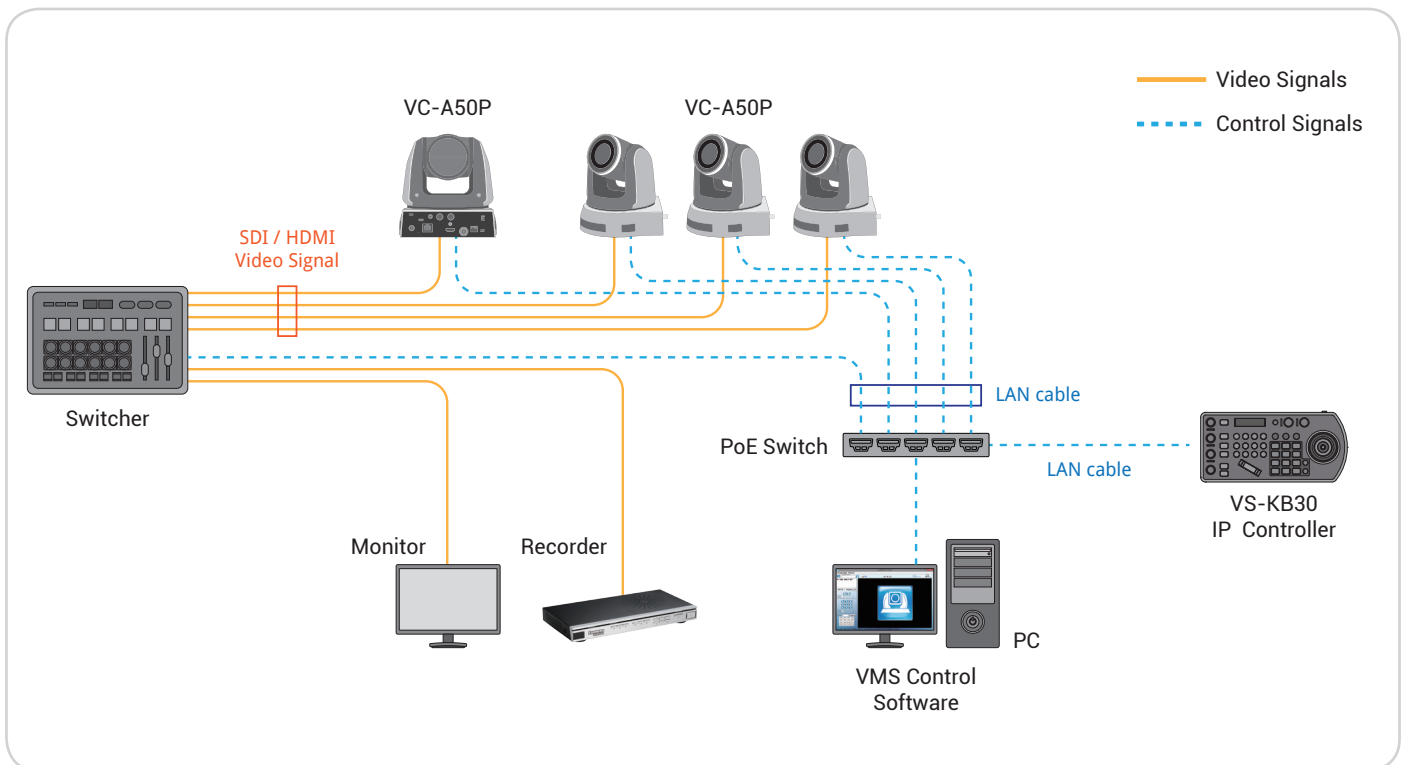 Video Signals
Control Signals
VC-A50P
VC-A50P
SDI / HDMI
Video Signal
Switcher
LAN cable
PoE Switch
LAN cable
VS-KB30
IP Controller
Monitor
Recorder
PC
VMS Control
Software